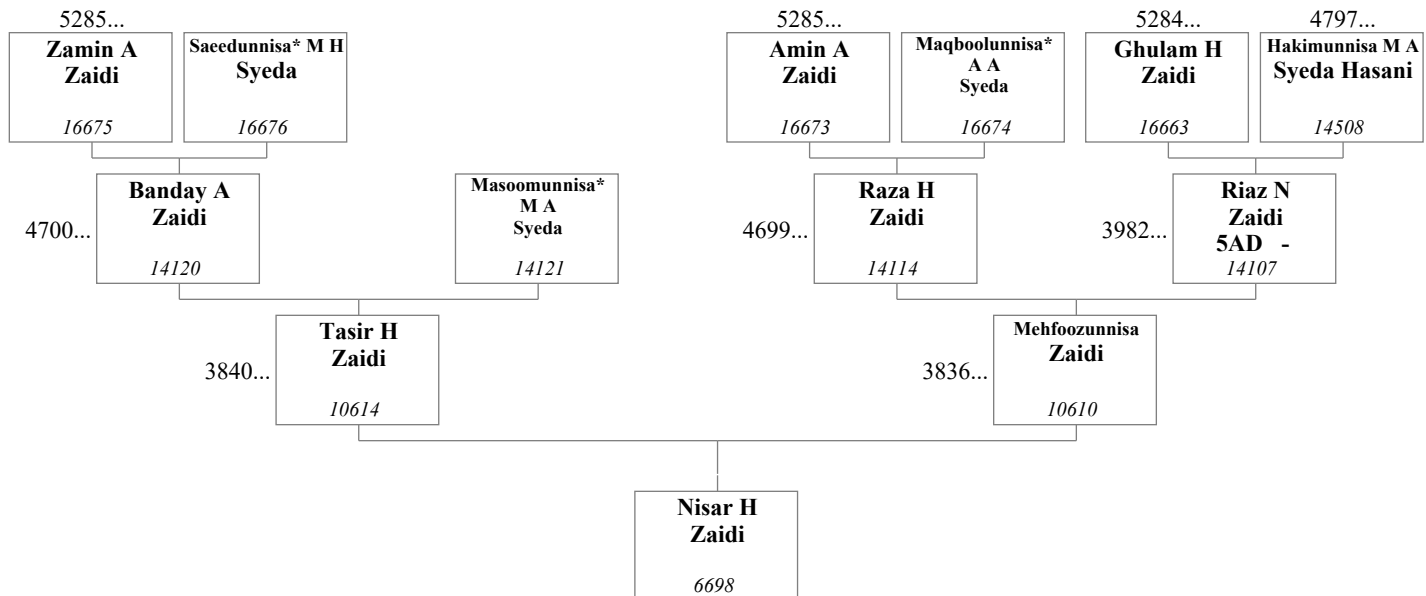 5285...
5285...
5284...
4797...
Zamin A
Zaidi
16675
Saeedunnisa* M H
Syeda
16676
Amin A
Zaidi
16673
Maqboolunnisa*
A A
Syeda
16674
Ghulam H
Zaidi
16663
Hakimunnisa M A
Syeda Hasani
14508
4700...
Banday A
Zaidi
14120
Masoomunnisa*
M A
Syeda
14121
4699...
Raza H
Zaidi
14114
3982...
Riaz N
Zaidi
5AD -
14107
3840...
Tasir H
Zaidi
10614
3836...
Mehfoozunnisa
Zaidi
10610
Nisar H
Zaidi
6698